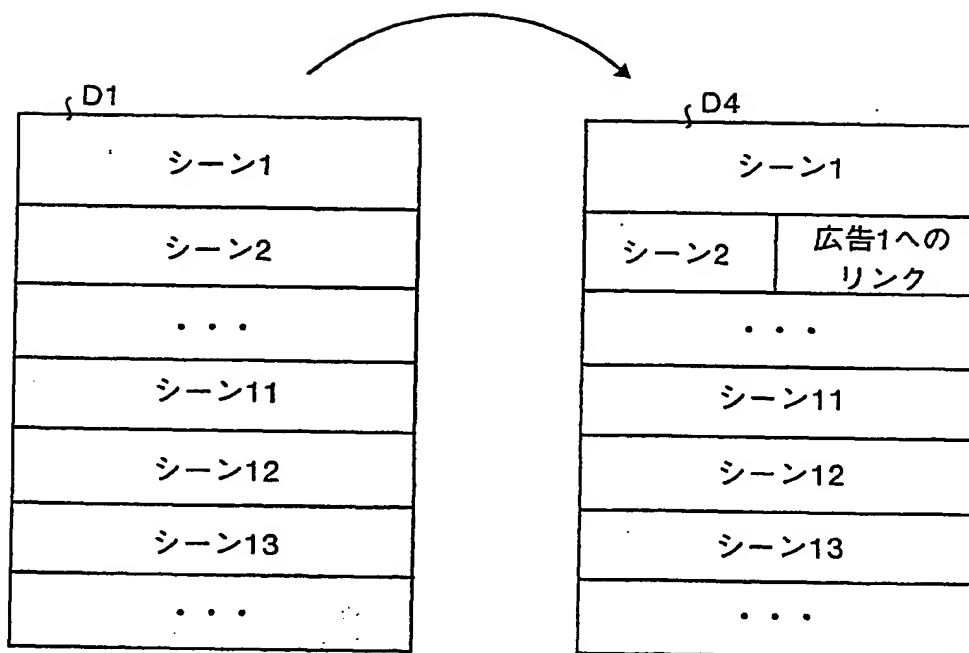 D1
シーン1
シーン2
・・・
シーン11
シーン12
シーン13
・・・
D4
シーン1
シーン2
広告1への
リンク
・・・
シーン11
シーン12
シーン13
・・・